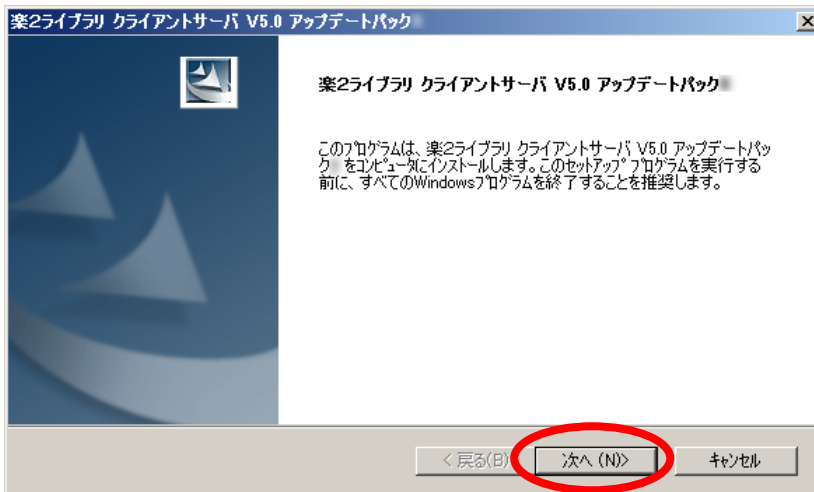 楽2ライブラリ クライアントサーバ V5.0 アップデートパック
楽2ライブラリ クライアントサーバ V5.0 アップデートパック
このﾌﾟﾛｸﾞﾗﾑは、楽2ライブラリ クライアントサーバ V5.0 アップデートパッ
ク をｺﾝﾋﾟｭｰﾀにインストールします。このｾｯﾄｱｯﾌﾟ ﾌﾟﾛｸﾞﾗﾑを実行する
前に、すべてのWindowsﾌﾟﾛｸﾞﾗﾑを終了することを推奨します。
< 戻る(B)
次へ (N)>
ｷｬﾝｾﾙ